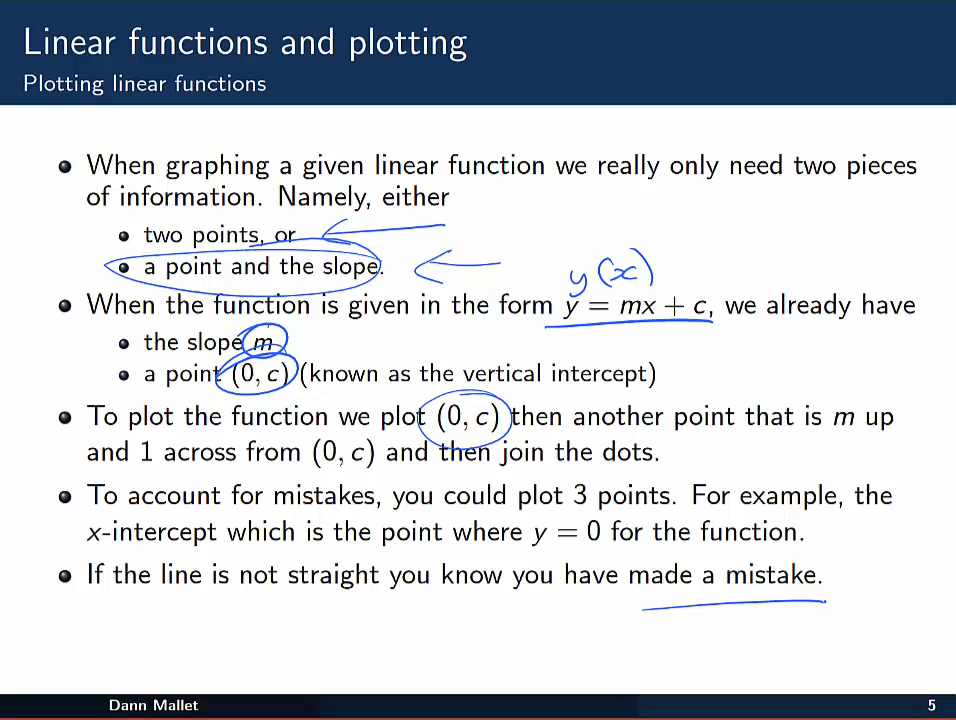 Linear functions and plotting
Plotting linear functions
When graphing a given linear function we really only need two pieces
of information. Namely, either
two points, or
a point and the slope.
y(x)
When the function is given in the form y = mx + c, we already have
the slope m
a point (0, c) (known as the vertical intercept)
To plot the function we plot (0, c) then another point that is m up
and 1 across from (0, c) and then join the dots.
To account for mistakes, you could plot 3 points. For example, the
x-intercept which is the point where y = 0 for the function.
If the line is not straight you know you have made a mistake.
Dann Mallet
5